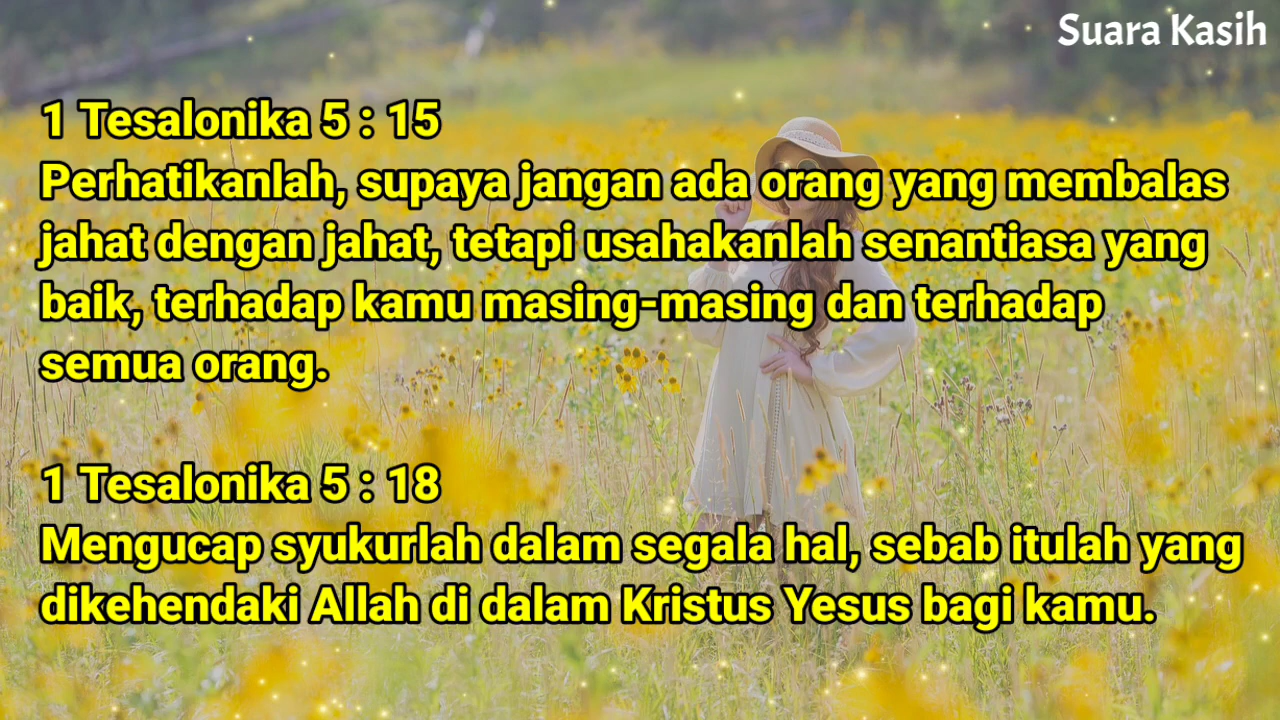 Suara Kasih
1 Tesalonika 5 : 15
Perhatikanlah, supaya jangan ada orang yang membalas
jahat dengan jahat, tetapi usahakanlah senantiasa yang
baik, terhadap kamu masing-masing dan terhadap
semua orang.
1 Tesalonika 5 : 18
Mengucap syukurlah dalam segala hal, sebab itulah yang
dikehendaki Allah di dalam Kristus Yesus bagi kamu.